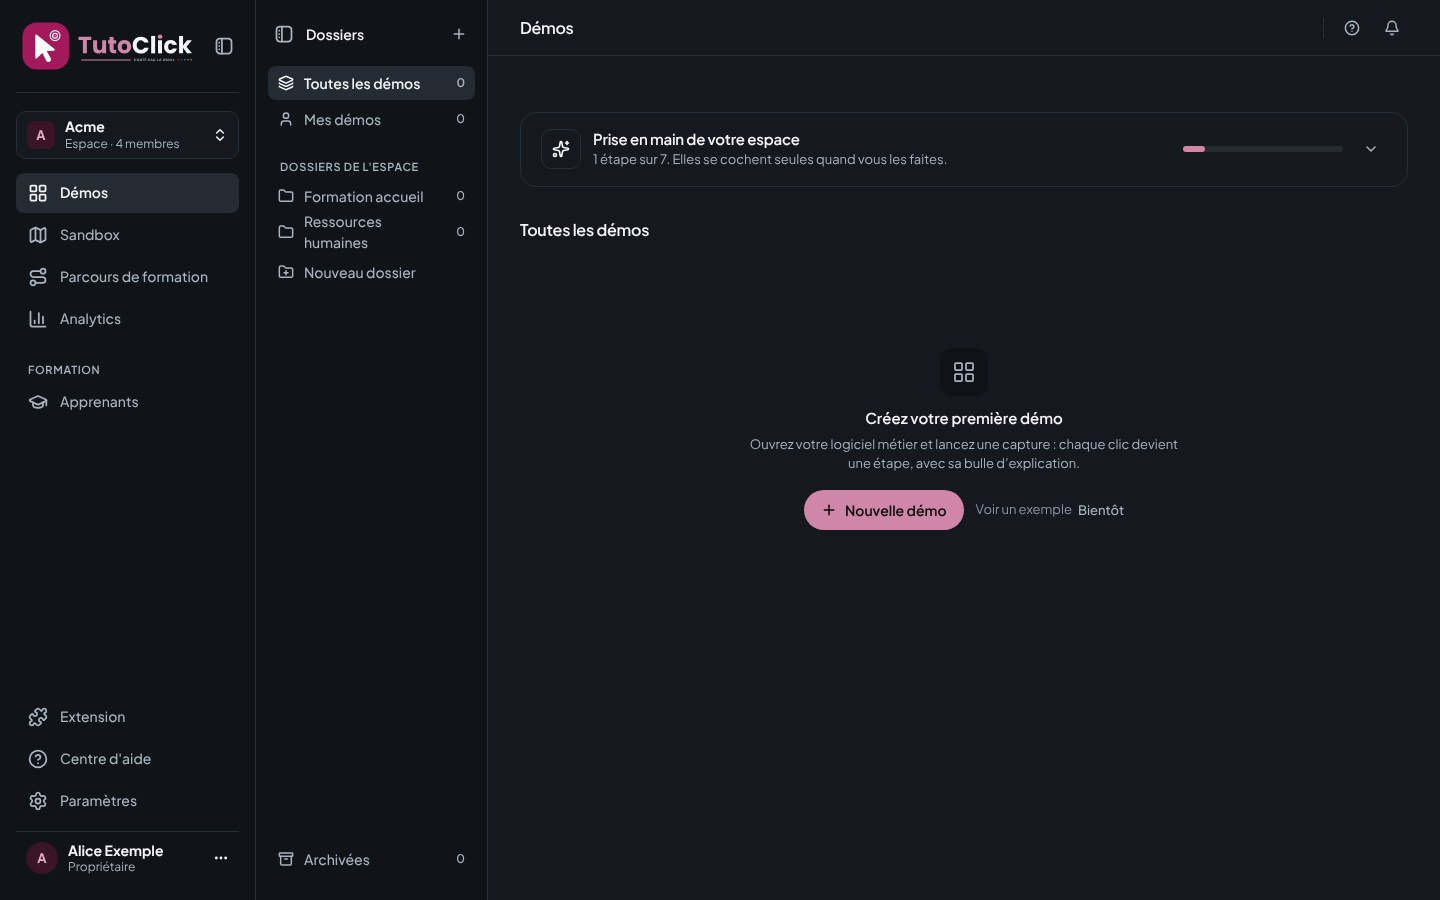 TutoClick
Acme
Espace · 4 membres
Démos
Sandbox
Parcours de formation
Analytics
FORMATION
Apprenants
Extension
Centre d'aide
Paramètres
A
Alice Exemple
Propriétaire
A
Dossiers
Toutes les démos 0
Mes démos 0
DOSSIERS DE L'ESPACE
Formation accueil 0
Ressources
humaines 0
Nouveau dossier
Archivées 0
Démos
Prise en main de votre espace
1 étape sur 7. Elles se cochent seules quand vous les faites.
Toutes les démos
Créez votre première démo
Ouvrez votre logiciel métier et lancez une capture : chaque clic devient
une étape, avec sa bulle d'explication.
Nouvelle démo
Voir un exemple Bientôt